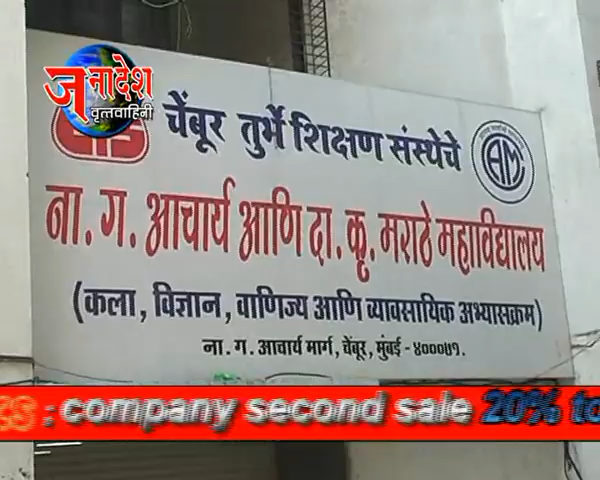 जनादेश
वृत्तवाहिनी
चेंबूर तुर्भे शिक्षण संस्थेचे
ना. ग. आचार्य आणि दा. कृ. मराठे महाविद्यालय
(कला, विज्ञान, वाणिज्य आणि व्यावसायिक अभ्यासक्रम)
ना. ग. आचार्य मार्ग, चेंबूर, मुंबई - ४०००७१.
: company second sale 20% to